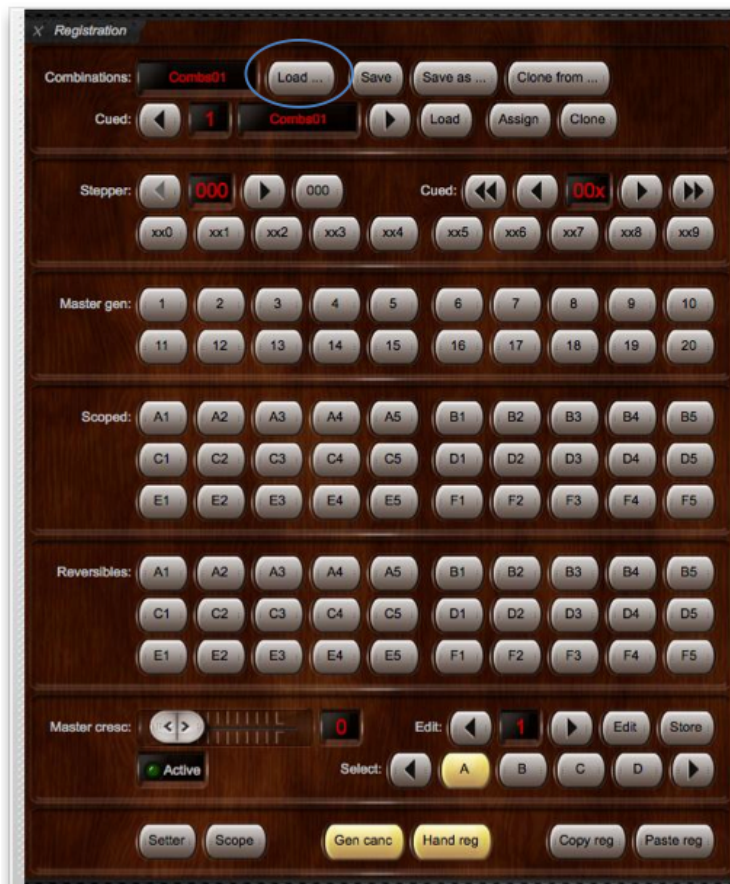 X Registration
Combinations: Combs01 Load ... Save Save as ... Clone from ...
Cued: 1 Combs01 Load Assign Clone
Stepper: 000 000 Cued: 00x
xx0 xx1 xx2 xx3 xx4 xx5 xx6 xx7 xx8 xx9
Master gen: 1 2 3 4 5 6 7 8 9 10
11 12 13 14 15 16 17 18 19 20
Scoped: A1 A2 A3 A4 A5 B1 B2 B3 B4 B5
C1 C2 C3 C4 C5 D1 D2 D3 D4 D5
E1 E2 E3 E4 E5 F1 F2 F3 F4 F5
Reversibles: A1 A2 A3 A4 A5 B1 B2 B3 B4 B5
C1 C2 C3 C4 C5 D1 D2 D3 D4 D5
E1 E2 E3 E4 E5 F1 F2 F3 F4 F5
Master cresc: < > 0 Edit: 1 Edit Store
Active Select: A B C D
Setter Scope Gen canc Hand reg Copy reg Paste reg